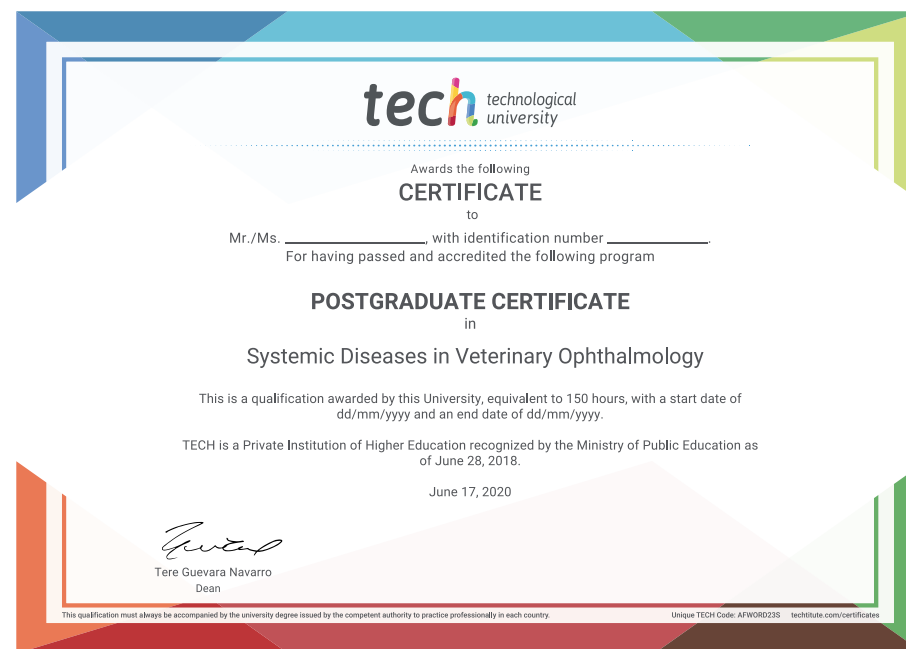 tech technological
university
Awards the following
CERTIFICATE
to
Mr./Ms. ____________________, with identification number ______________.
For having passed and accredited the following program
POSTGRADUATE CERTIFICATE
in
Systemic Diseases in Veterinary Ophthalmology
This is a qualification awarded by this University, equivalent to 150 hours, with a start date of
dd/mm/yyyy and an end date of dd/mm/yyyy.
TECH is a Private Institution of Higher Education recognized by the Ministry of Public Education as
of June 28, 2018.
June 17, 2020
Tere Guevara Navarro
Dean
This qualification must always be accompanied by the university degree issued by the competent authority to practice professionally in each country.
Unique TECH Code: AFWORD23S techtitute.com/certificates